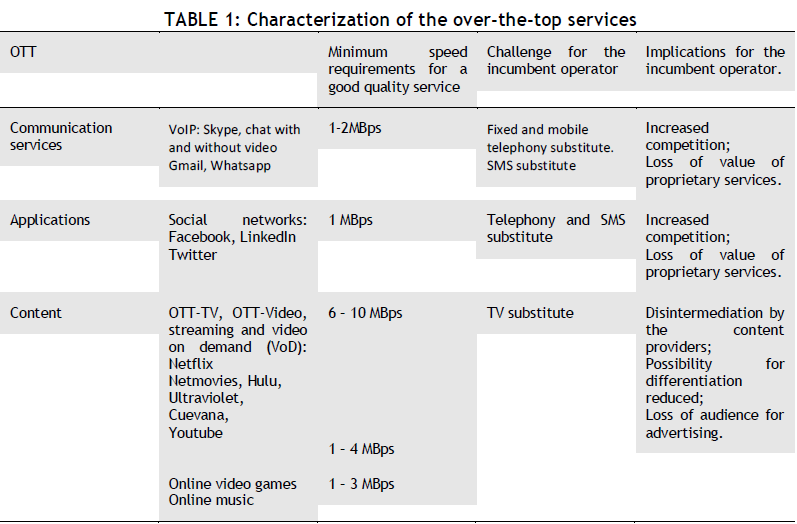 TABLE 1: Characterization of the over-the-top services
OTT
Minimum speed
requirements for a
good quality service
Challenge for the
incumbent operator
Implications for the
incumbent operator.
Communication
services
VoIP: Skype, chat with
and without video
Gmail, Whatsapp
1-2MBps
Fixed and mobile
telephony substitute.
SMS substitute
Increased
competition;
Loss of value of
proprietary services.
Applications
Social networks:
Facebook, LinkedIn
Twitter
1 MBps
Telephony and SMS
substitute
Increased
competition;
Loss of value of
proprietary services.
Content
OTT-TV, OTT-Video,
streaming and video
on demand (VoD):
Netflix
Netmovies, Hulu,
Ultraviolet,
Cuevana,
Youtube
6 – 10 MBps
1 – 4 MBps
TV substitute
Disintermediation by
the content
providers;
Possibility for
differentiation
reduced;
Loss of audience for
advertising.
Online video games
Online music
1 – 3 MBps